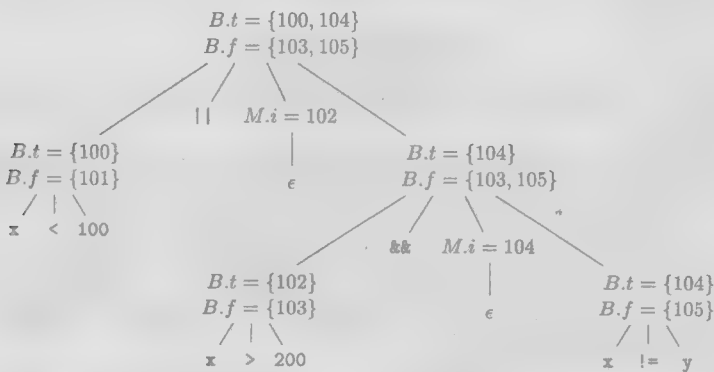 B.t = {100, 104}
B.f = {103, 105}
|| M.i = 102
B.t = {100}
B.f = {101}
ϵ
B.t = {104}
B.f = {103, 105}
x < 100
&& M.i = 104
B.t = {102}
B.f = {103}
ϵ
B.t = {104}
B.f = {105}
x > 200
x != y